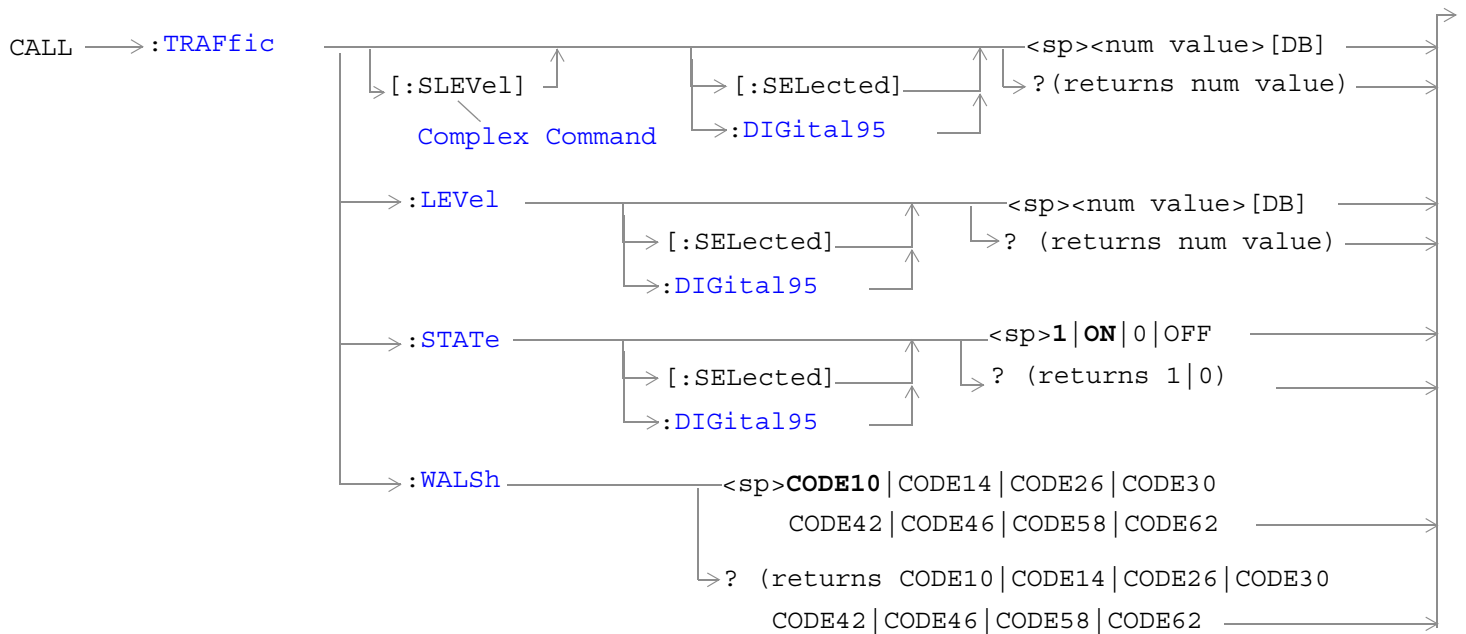 CALL :TRAFfic <sp><num value>[DB]
[:SLEVel] [:SELected] ?(returns num value)
Complex Command :DIGital95
:LEVel <sp><num value>[DB]
[:SELected] ? (returns num value)
:DIGital95
:STATe <sp>1|ON|0|OFF
[:SELected] ? (returns 1|0)
:DIGital95
:WALSh <sp>CODE10|CODE14|CODE26|CODE30
CODE42|CODE46|CODE58|CODE62
? (returns CODE10|CODE14|CODE26|CODE30
CODE42|CODE46|CODE58|CODE62